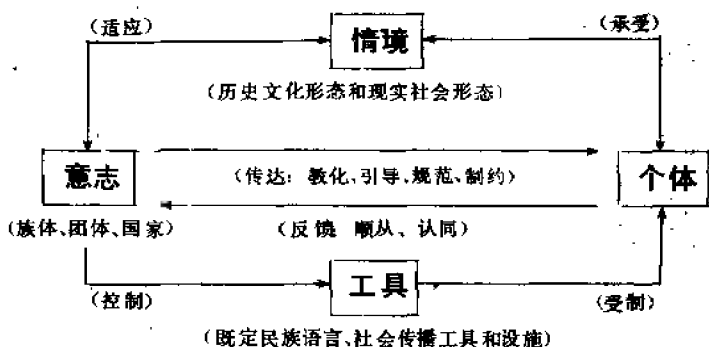 (适应)
情境
(承受)
(历史文化形态和现实社会形态)
意志
(传达：教化、引导、规范、制约)
个体
(族体、团体、国家)
(反馈 顺从、认同)
(控制)
工具
(受制)
(既定民族语言、社会传播工具和设施)